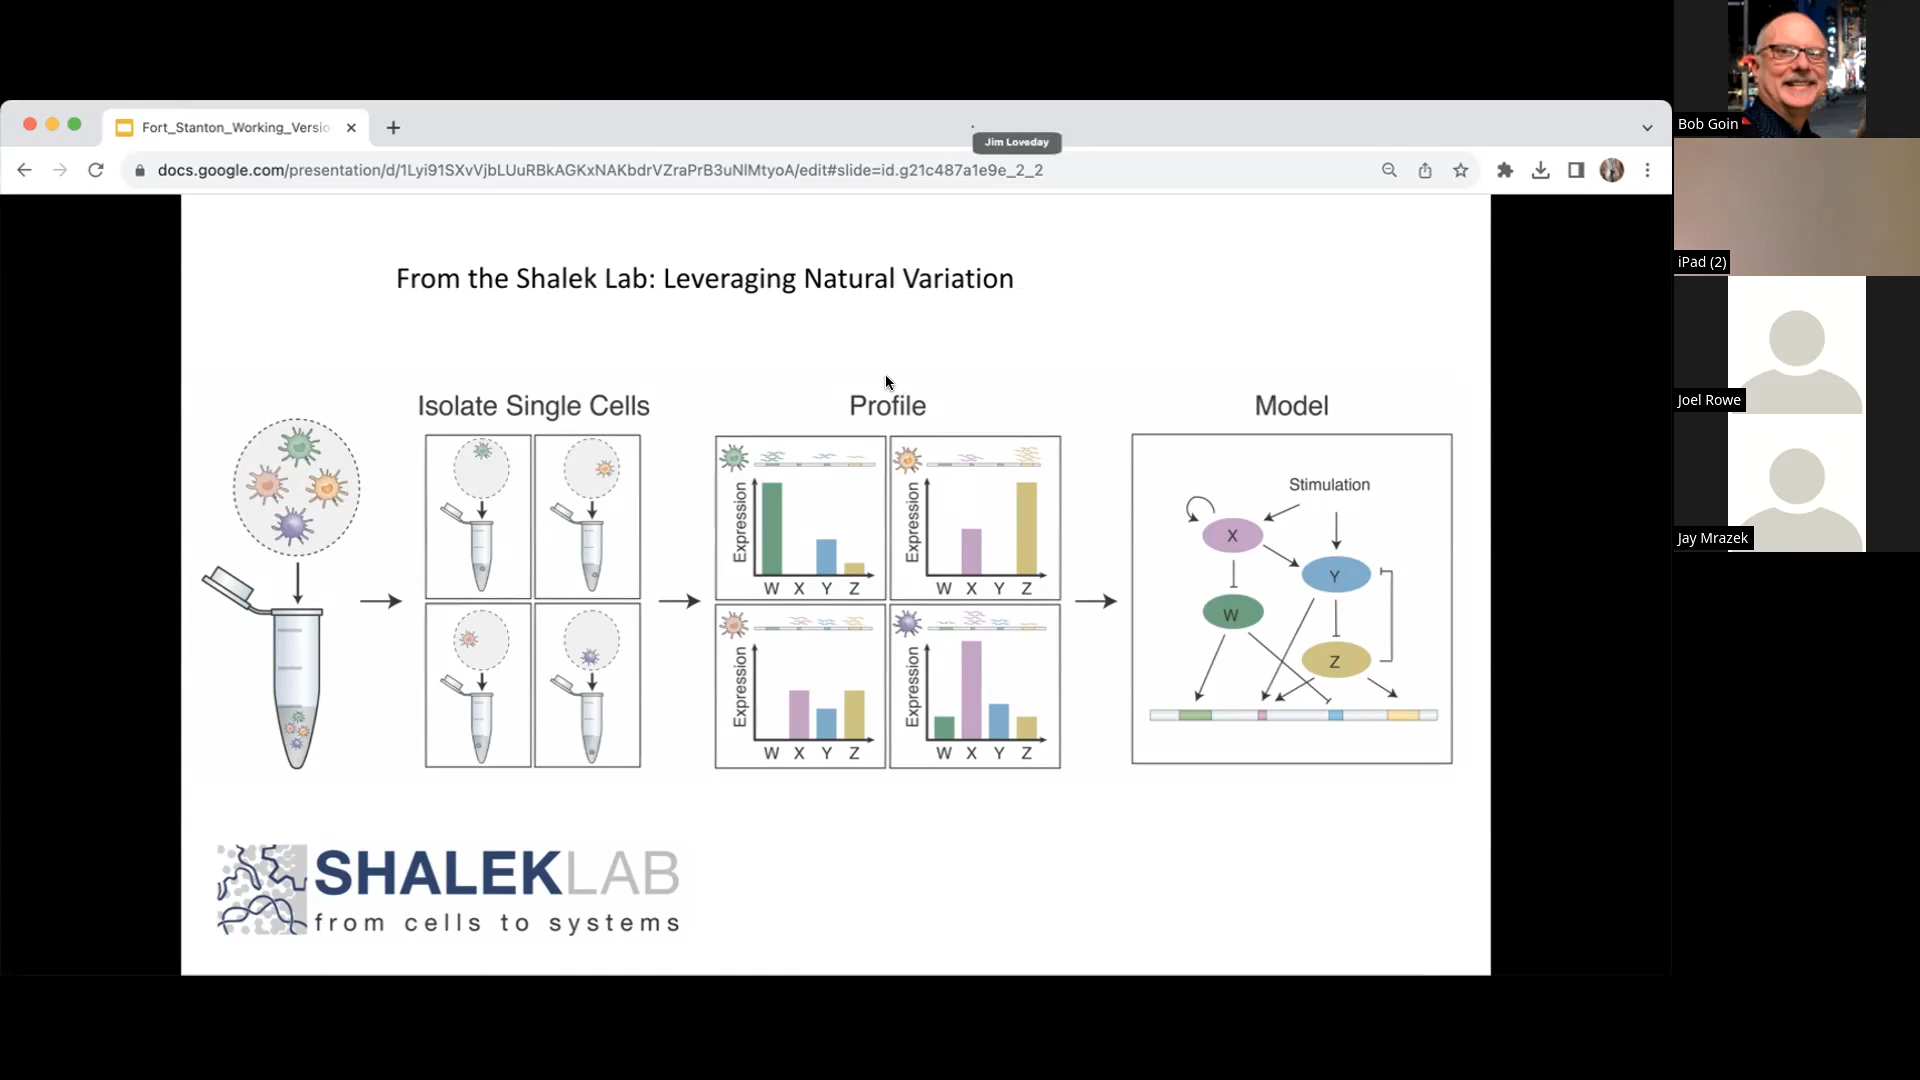 Fort_Stanton_Working_Versio
Jim Loveday
docs.google.com/presentation/d/1Lyi91SXvVjbLUuRBkAGKxNAKbdrVZraPrB3uNlMtyoA/edit#slide=id.g21c487a1e9e_2_2
From the Shalek Lab: Leveraging Natural Variation
Isolate Single Cells
Profile
Model
Expression
W X Y Z
Expression
W X Y Z
Expression
W X Y Z
Expression
W X Y Z
Stimulation
X
Y
W
Z
SHALEKLAB
from cells to systems
Bob Goin
iPad (2)
Joel Rowe
Jay Mrazek